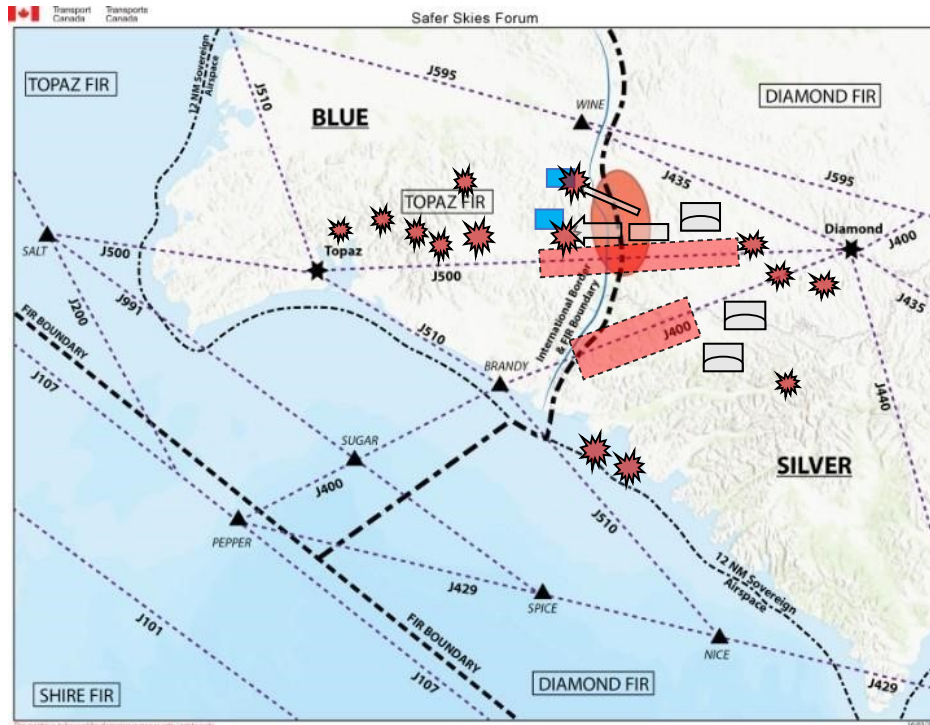 Transport Canada
Transports Canada
Safer Skies Forum
TOPAZ FIR
12 NM Sovereign
Airspace
J510
BLUE
J595
WINE
DIAMOND FIR
J435
J595
TOPAZ FIR
SALT
J500
Topaz
J500
Diamond
J400
J435
J200
J991
FIR BOUNDARY
J107
J510
International Border
& FIR Boundary
J400
BRANDY
J440
SUGAR
J400
PEPPER
SILVER
J510
12 NM Sovereign
Airspace
J429
SPICE
NICE
J101
FIR BOUNDARY
J107
SHIRE FIR
DIAMOND FIR
J429